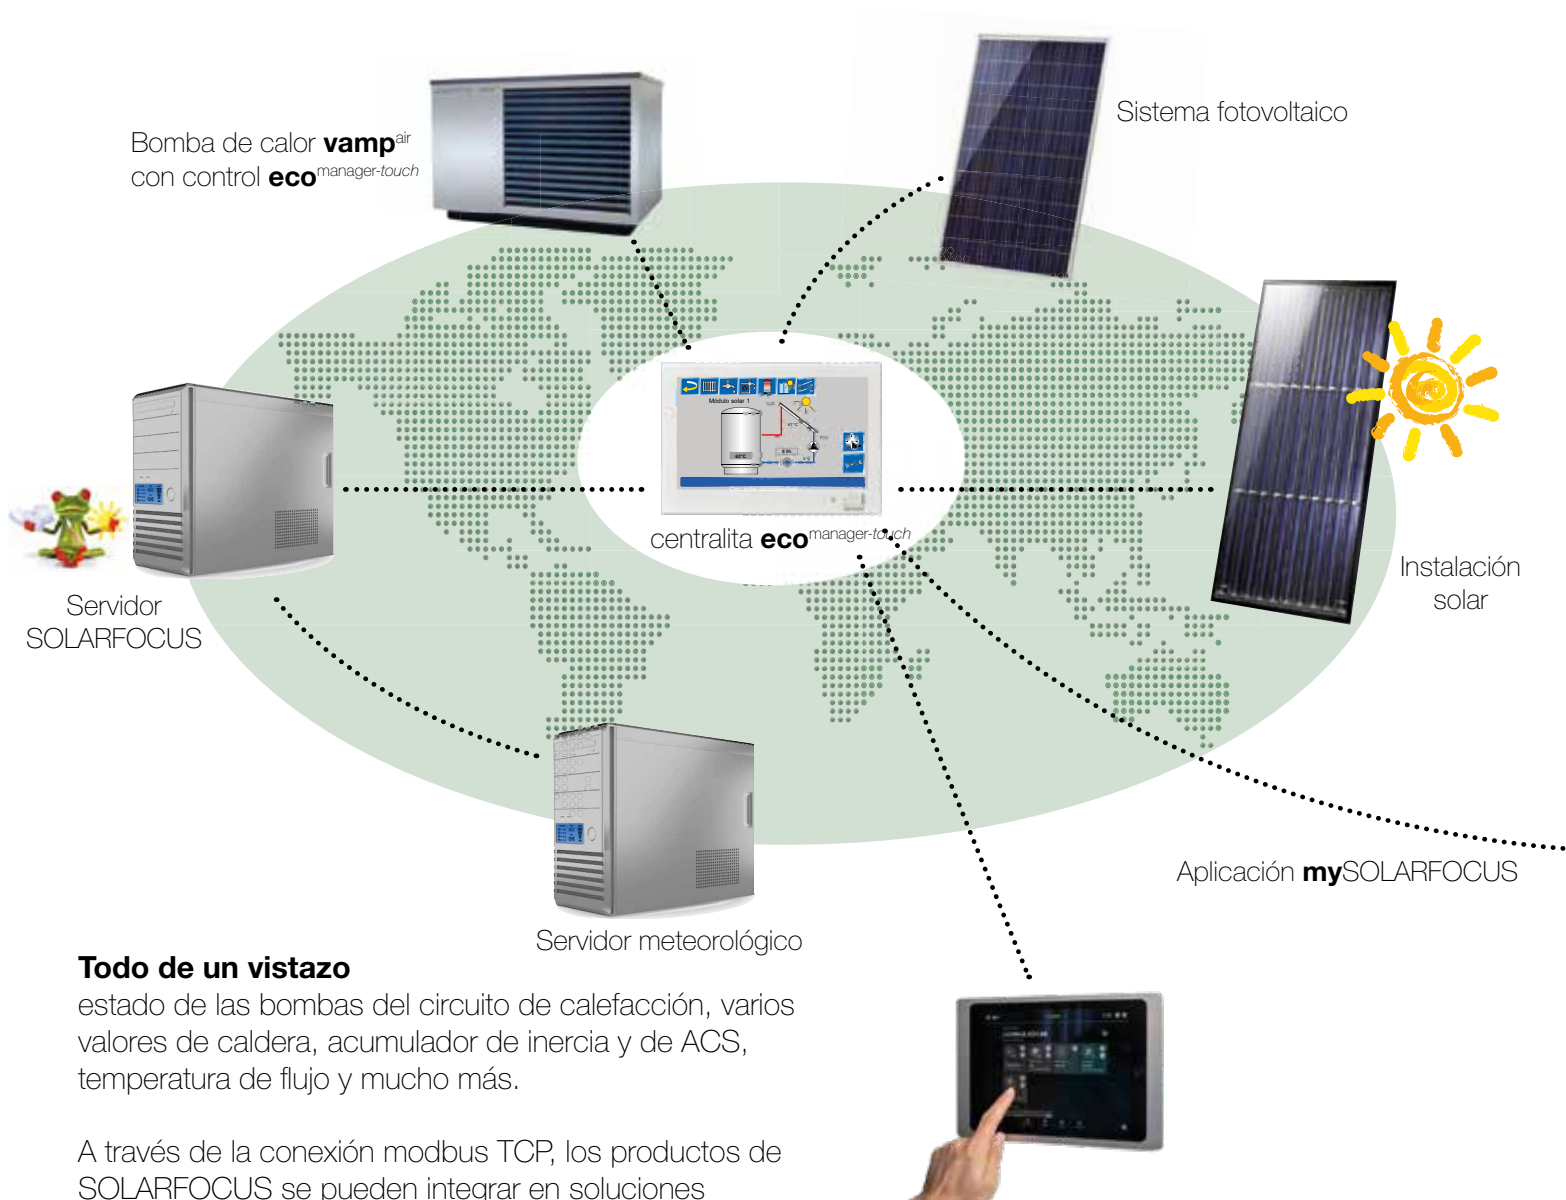 Bomba de calor vampair
con control ecomanager-touch
Sistema fotovoltaico
Módulo solar 1
63°C
centralita ecomanager-touch
Instalación
solar
Servidor
SOLARFOCUS
Aplicación mySOLARFOCUS
Servidor meteorológico
Todo de un vistazo
estado de las bombas del circuito de calefacción, varios
valores de caldera, acumulador de inercia y de ACS,
temperatura de flujo y mucho más.
A través de la conexión modbus TCP, los productos de
SOLARFOCUS se pueden integrar en soluciones